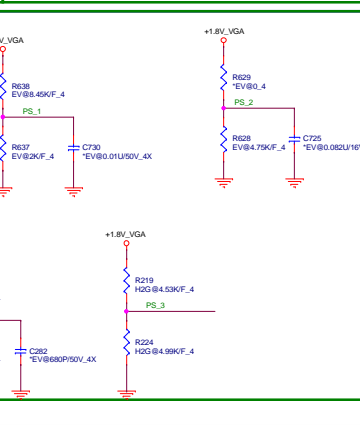 V_VGA
+1.8V_VGA
R638
EV@8.45K/F_4
R629
*EV@0_4
PS_1
PS_2
R637
EV@2K/F_4
C730
*EV@0.01U/50V_4X
R628
EV@4.75K/F_4
C725
*EV@0.082U/16V
+1.8V_VGA
R219
H2G@4.53K/F_4
PS_3
R224
H2G@4.99K/F_4
C282
*EV@680P/50V_4X